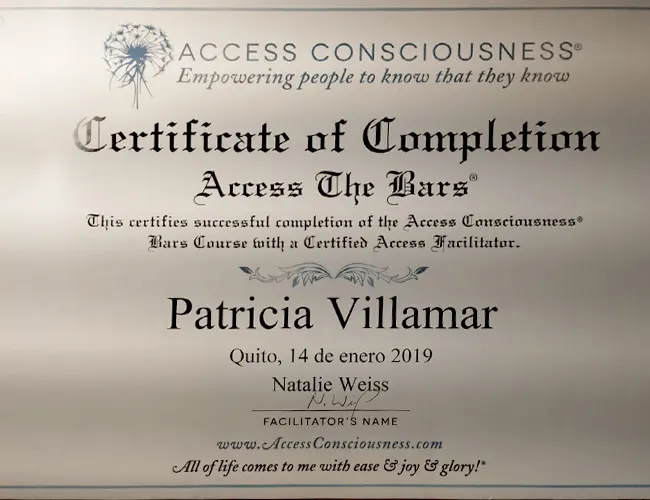 ACCESS CONSCIOUSNESS®
Empowering people to know that they know
Certificate of Completion
Access The Bars®
This certifies successful completion of the Access Consciousness®
Bars Course with a Certified Access Facilitator.
Patricia Villamar
Quito, 14 de enero 2019
Natalie Weiss
FACILITATOR'S NAME
www.AccessConsciousness.com
All of life comes to me with ease & joy & glory!®